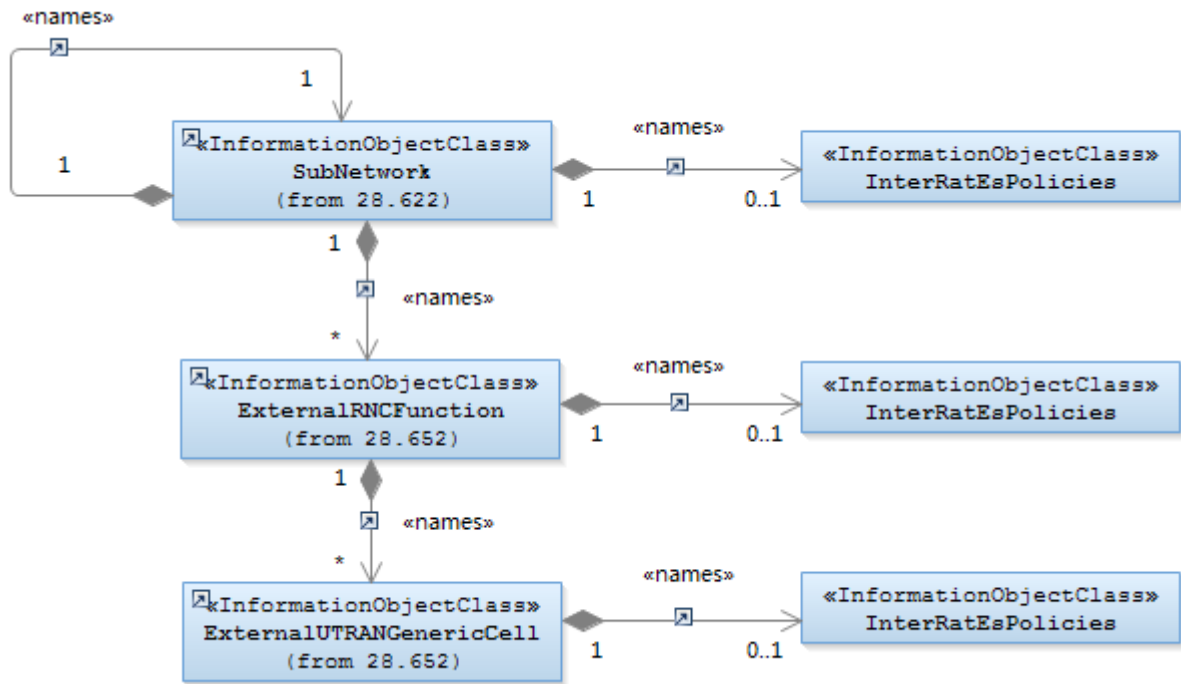 «names»
1
1
«InformationObjectClass»
SubNetwork
(from 28.622)
«names»
1
0..1
«InformationObjectClass»
InterRatEsPolicies
1
«names»
*
«InformationObjectClass»
ExternalRNCFunction
(from 28.652)
«names»
1
0..1
«InformationObjectClass»
InterRatEsPolicies
1
«names»
*
«InformationObjectClass»
ExternalUTRANGenericCell
(from 28.652)
«names»
1
0..1
«InformationObjectClass»
InterRatEsPolicies